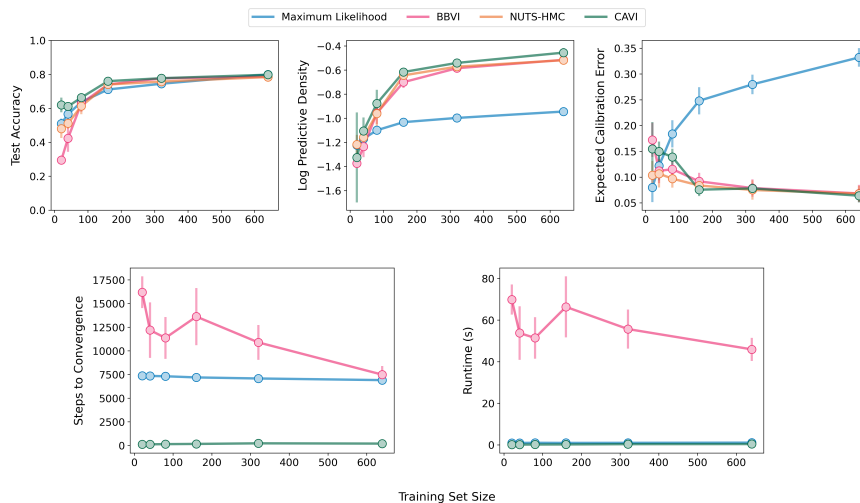 Maximum Likelihood BBVI NUTS-HMC CAVI
Test Accuracy
1.0
0.8
0.6
0.4
0.2
0.0
0 100 200 300 400 500 600
Log Predictive Density
−0.4
−0.6
−0.8
−1.0
−1.2
−1.4
−1.6
0 100 200 300 400 500 600
Expected Calibration Error
0.35
0.30
0.25
0.20
0.15
0.10
0.05
0 100 200 300 400 500 600
Steps to Convergence
17500
15000
12500
10000
7500
5000
2500
0
0 100 200 300 400 500 600
Runtime (s)
80
60
40
20
0
0 100 200 300 400 500 600
Training Set Size